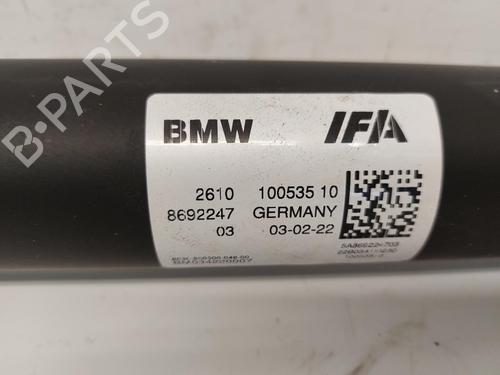 B-PARTS
BMW IFA
2610 100535 10
8692247 GERMANY
03 03-02-22